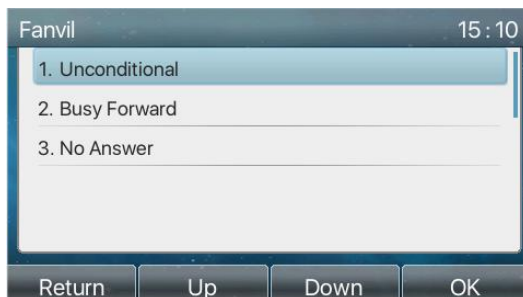 Fanvil 15:10
1. Unconditional
2. Busy Forward
3. No Answer
Return Up Down OK